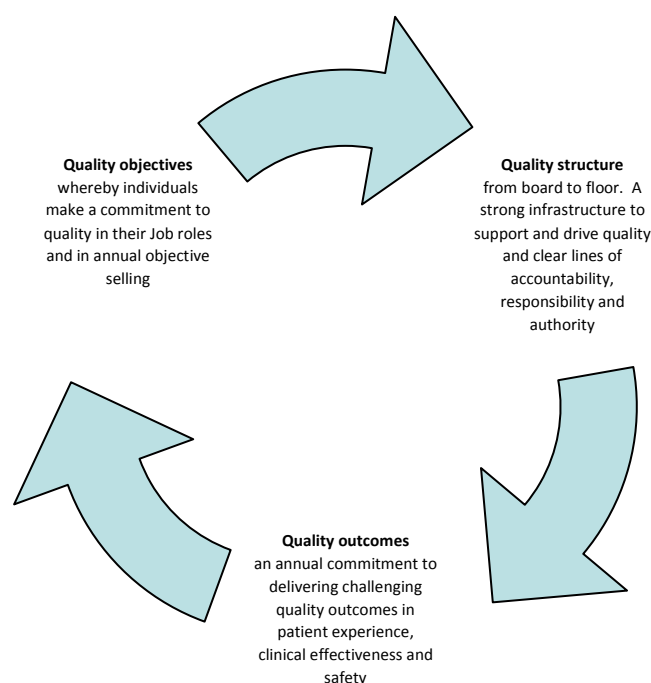 Quality objectives
whereby individuals
make a commitment to
quality in their Job roles
and in annual objective
selling
Quality structure
from board to floor.  A
strong infrastructure to
support and drive quality
and clear lines of
accountability,
responsibility and
authority
Quality outcomes
an annual commitment to
delivering challenging
quality outcomes in
patient experience,
clinical effectiveness and
safety